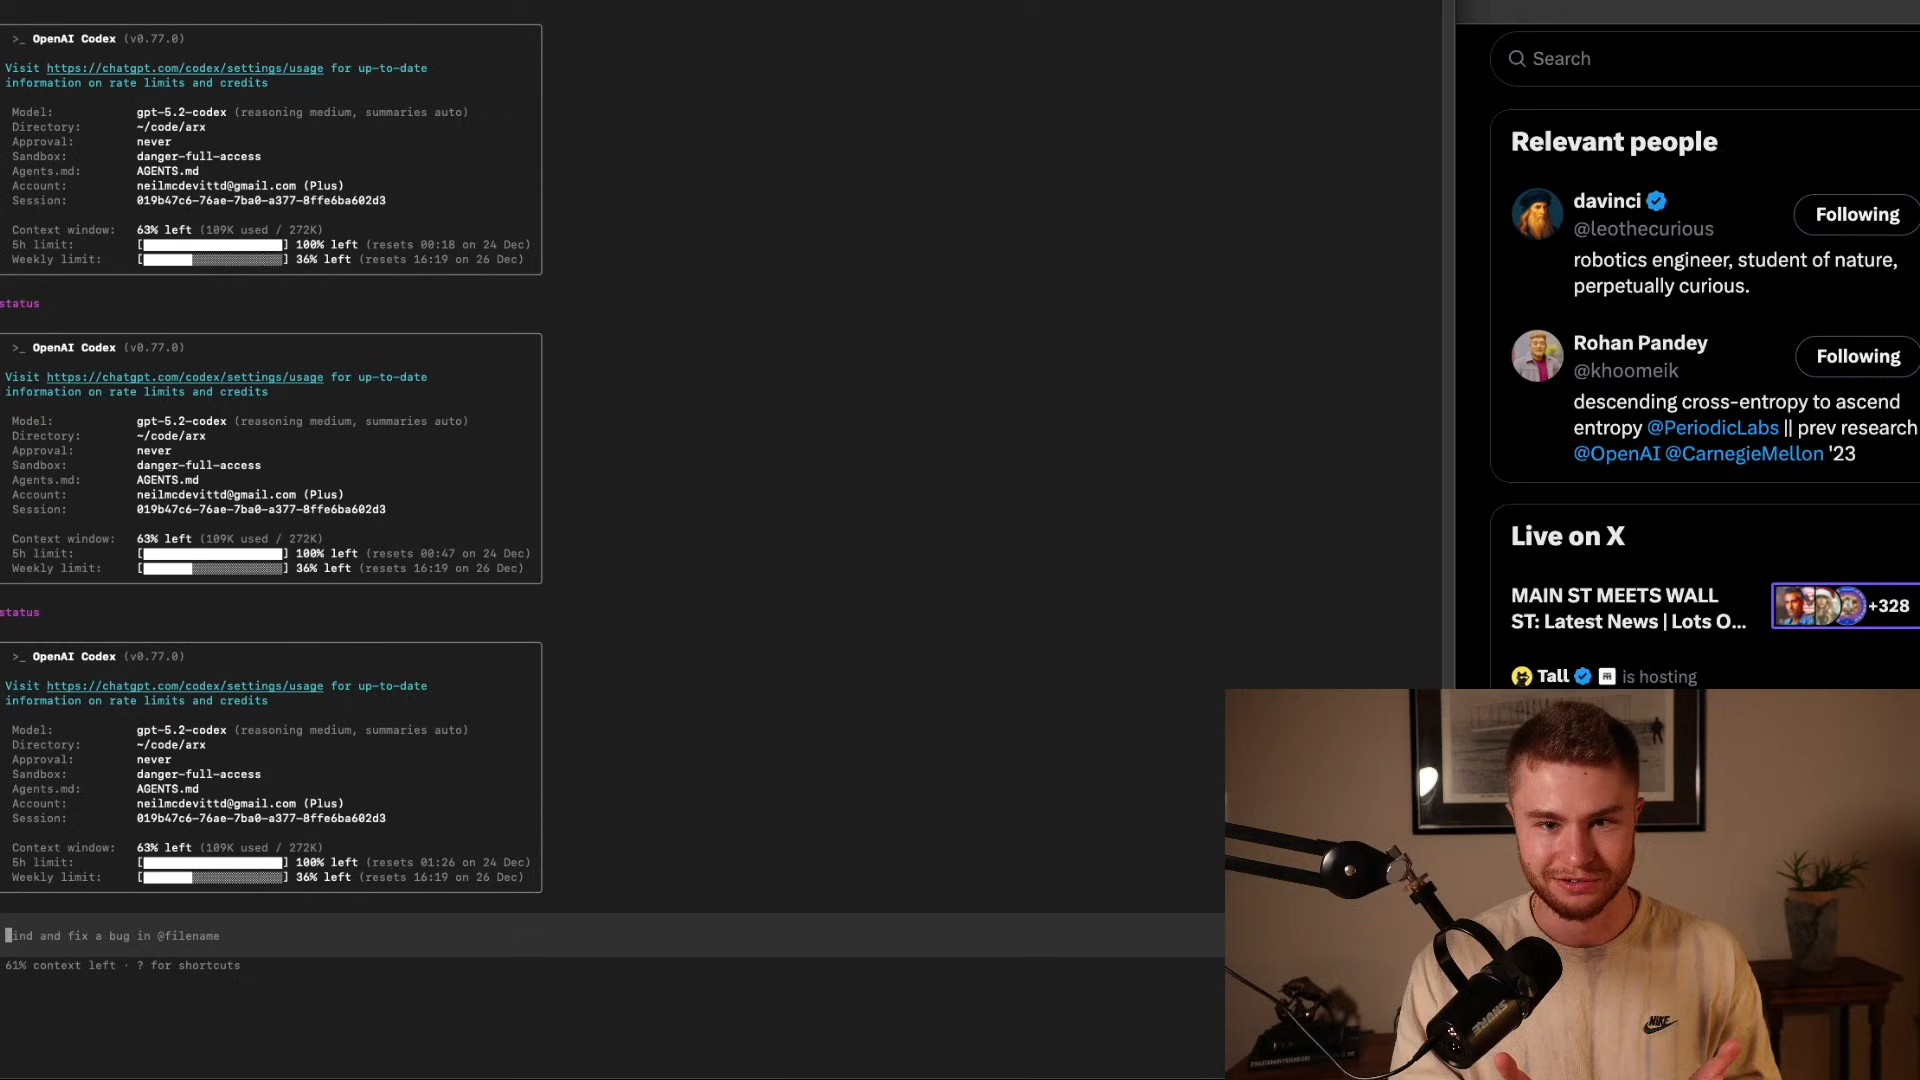 >_ OpenAI Codex (v0.77.0)
Visit https://chatgpt.com/codex/settings/usage for up-to-date
information on rate limits and credits
Model: gpt-5.2-codex (reasoning medium, summaries auto)
Directory: ~/code/arx
Approval: never
Sandbox: danger-full-access
Agents.md: AGENTS.md
Account: neilmcdevittd@gmail.com (Plus)
Session: 019b47c6-76ae-7ba0-a377-8ffe6ba602d3
Context window: 63% left (109K used / 272K)
5h limit: [] 100% left (resets 00:18 on 24 Dec)
Weekly limit: [] 36% left (resets 16:19 on 26 Dec)
status
>_ OpenAI Codex (v0.77.0)
Visit https://chatgpt.com/codex/settings/usage for up-to-date
information on rate limits and credits
Model: gpt-5.2-codex (reasoning medium, summaries auto)
Directory: ~/code/arx
Approval: never
Sandbox: danger-full-access
Agents.md: AGENTS.md
Account: neilmcdevittd@gmail.com (Plus)
Session: 019b47c6-76ae-7ba0-a377-8ffe6ba602d3
Context window: 63% left (109K used / 272K)
5h limit: [] 100% left (resets 00:47 on 24 Dec)
Weekly limit: [] 36% left (resets 16:19 on 26 Dec)
status
>_ OpenAI Codex (v0.77.0)
Visit https://chatgpt.com/codex/settings/usage for up-to-date
information on rate limits and credits
Model: gpt-5.2-codex (reasoning medium, summaries auto)
Directory: ~/code/arx
Approval: never
Sandbox: danger-full-access
Agents.md: AGENTS.md
Account: neilmcdevittd@gmail.com (Plus)
Session: 019b47c6-76ae-7ba0-a377-8ffe6ba602d3
Context window: 63% left (109K used / 272K)
5h limit: [] 100% left (resets 01:26 on 24 Dec)
Weekly limit: [] 36% left (resets 16:19 on 26 Dec)
ind and fix a bug in @filename
61% context left · ? for shortcuts
Search
Relevant people
davinci
@leothecurious
Following
robotics engineer, student of nature,
perpetually curious.
Rohan Pandey
@khoomeik
Following
descending cross-entropy to ascend
entropy @PeriodicLabs || prev research
@OpenAI @CarnegieMellon '23
Live on X
MAIN ST MEETS WALL
ST: Latest News | Lots O...
+328
Tall is hosting
SHURE
NIKE